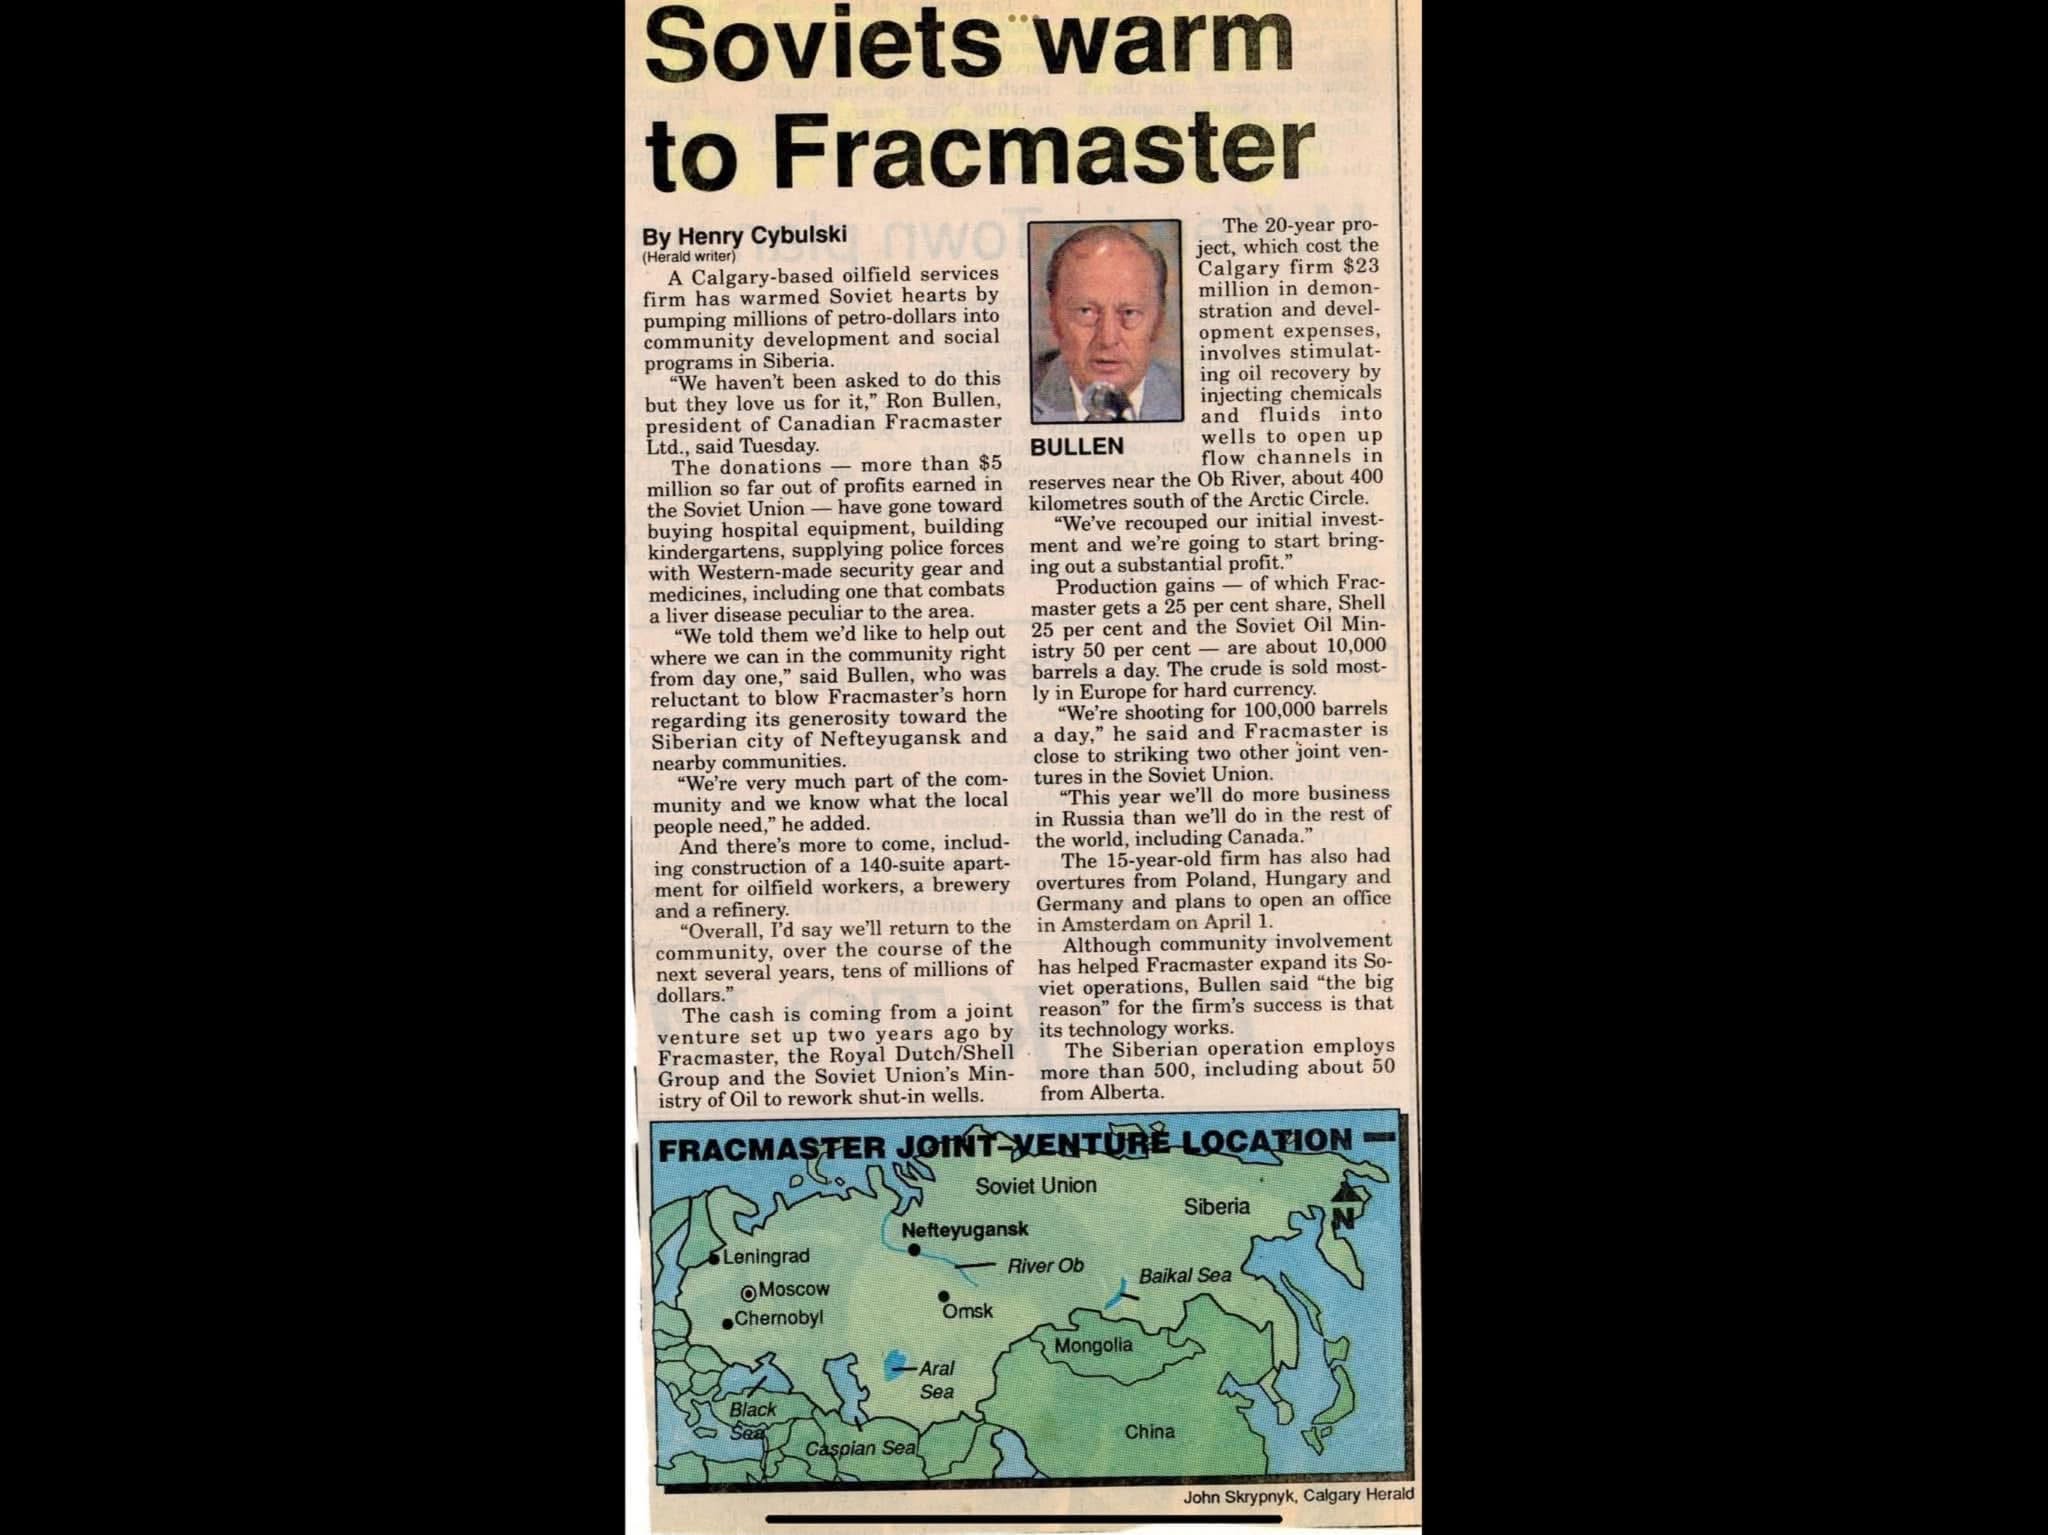 Soviets warm
to Fracmaster
By Henry Cybulski
(Herald writer)
A Calgary-based oilfield services
firm has warmed Soviet hearts by
pumping millions of petro-dollars into
community development and social
programs in Siberia.
“We haven’t been asked to do this
but they love us for it,” Ron Bullen,
president of Canadian Fracmaster
Ltd., said Tuesday.
The donations — more than $5
million so far out of profits earned in
the Soviet Union — have gone toward
buying hospital equipment, building
kindergartens, supplying police forces
with Western-made security gear and
medicines, including one that combats
a liver disease peculiar to the area.
“We told them we’d like to help out
where we can in the community right
from day one,” said Bullen, who was
reluctant to blow Fracmaster’s horn
regarding its generosity toward the
Siberian city of Nefteyugansk and
nearby communities.
“We’re very much part of the com-
munity and we know what the local
people need,” he added.
And there’s more to come, includ-
ing construction of a 140-suite apart-
ment for oilfield workers, a brewery
and a refinery.
“Overall, I’d say we’ll return to the
community, over the course of the
next several years, tens of millions of
dollars.”
The cash is coming from a joint
venture set up two years ago by
Fracmaster, the Royal Dutch/Shell
Group and the Soviet Union’s Min-
istry of Oil to rework shut-in wells.
BULLEN
The 20-year pro-
ject, which cost the
Calgary firm $23
million in demon-
stration and devel-
opment expenses,
involves stimulat-
ing oil recovery by
injecting chemicals
and fluids into
wells to open up
flow channels in
reserves near the Ob River, about 400
kilometres south of the Arctic Circle.
“We’ve recouped our initial invest-
ment and we’re going to start bring-
ing out a substantial profit.”
Production gains — of which Frac-
master gets a 25 per cent share, Shell
25 per cent and the Soviet Oil Min-
istry 50 per cent — are about 10,000
barrels a day. The crude is sold most-
ly in Europe for hard currency.
“We’re shooting for 100,000 barrels
a day,” he said and Fracmaster is
close to striking two other joint ven-
tures in the Soviet Union.
“This year we’ll do more business
in Russia than we’ll do in the rest of
the world, including Canada.”
The 15-year-old firm has also had
overtures from Poland, Hungary and
Germany and plans to open an office
in Amsterdam on April 1.
Although community involvement
has helped Fracmaster expand its So-
viet operations, Bullen said “the big
reason” for the firm’s success is that
its technology works.
The Siberian operation employs
more than 500, including about 50
from Alberta.
FRACMASTER JOINT-VENTURE LOCATION
Soviet Union
Siberia
N
Nefteyugansk
Leningrad
River Ob
Baikal Sea
Moscow
Omsk
Chernobyl
Mongolia
Aral
Sea
Black
Sea
China
Caspian Sea
John Skrypnyk, Calgary Herald